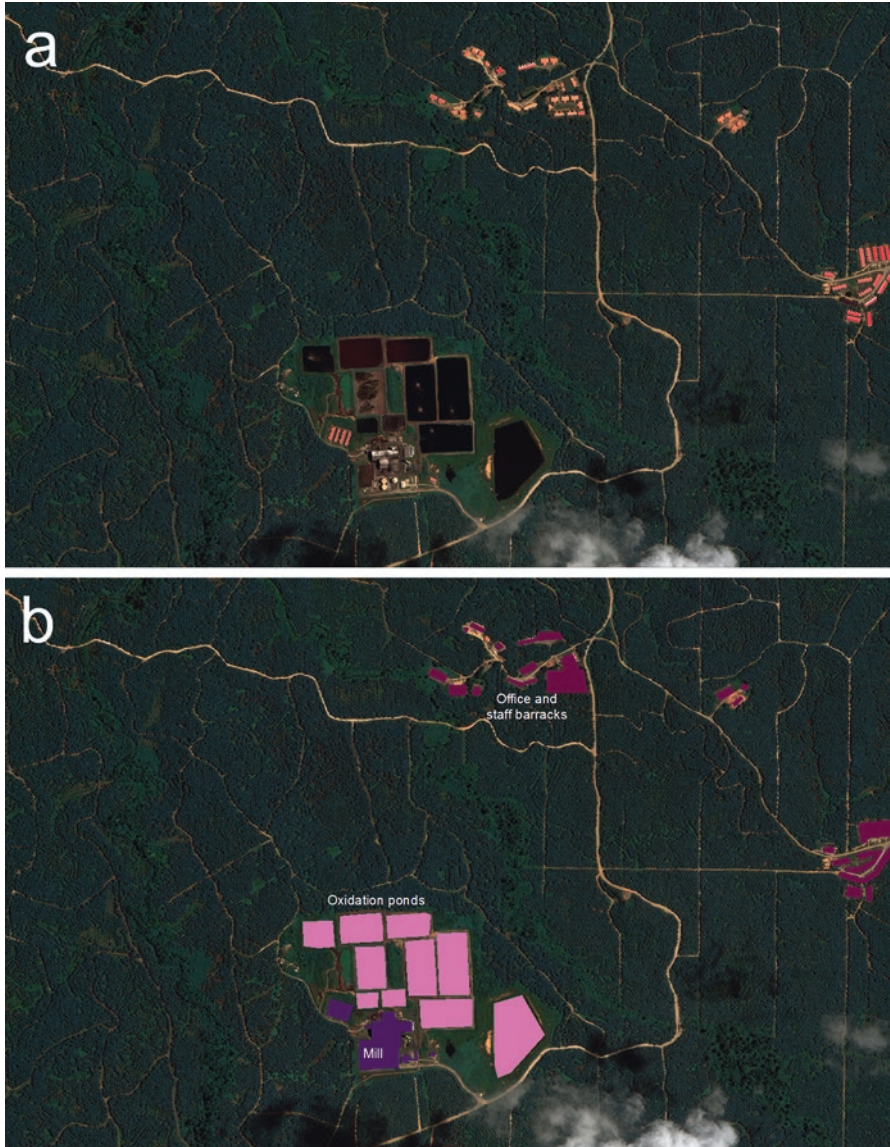 a
b
Office and
staff barracks
Oxidation ponds
Mill